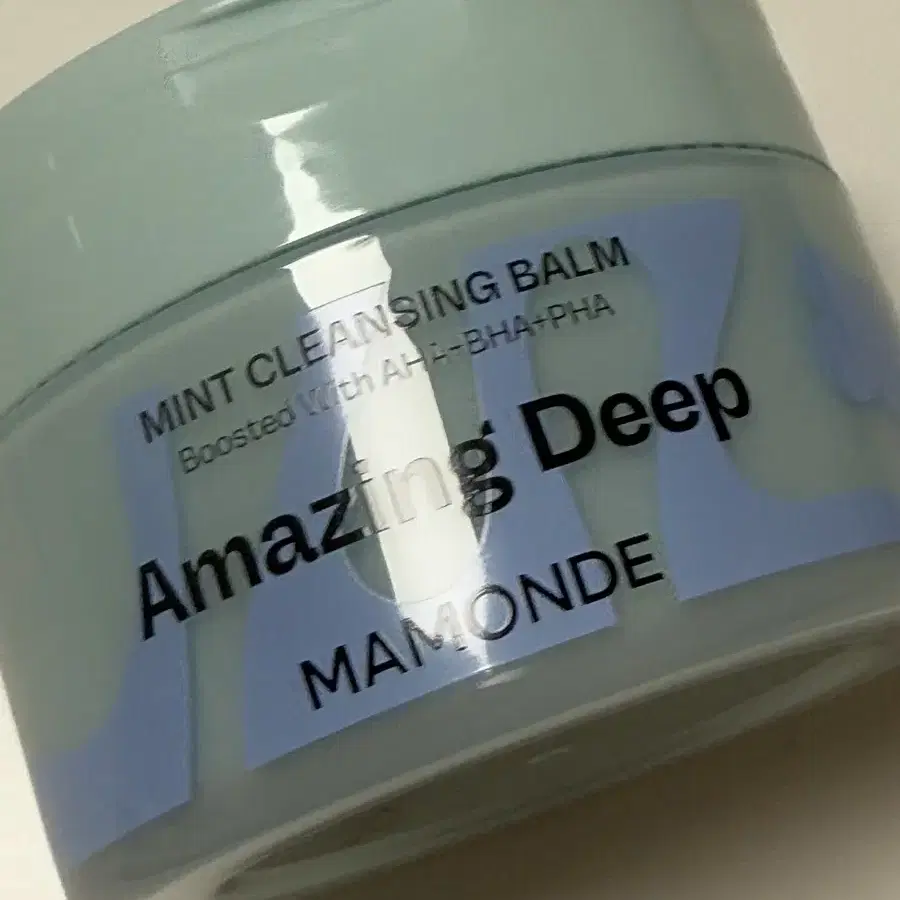 MINT CLEANSING BALM
Boosted With AHA+BHA+PHA
Amazing Deep
MAMONDE